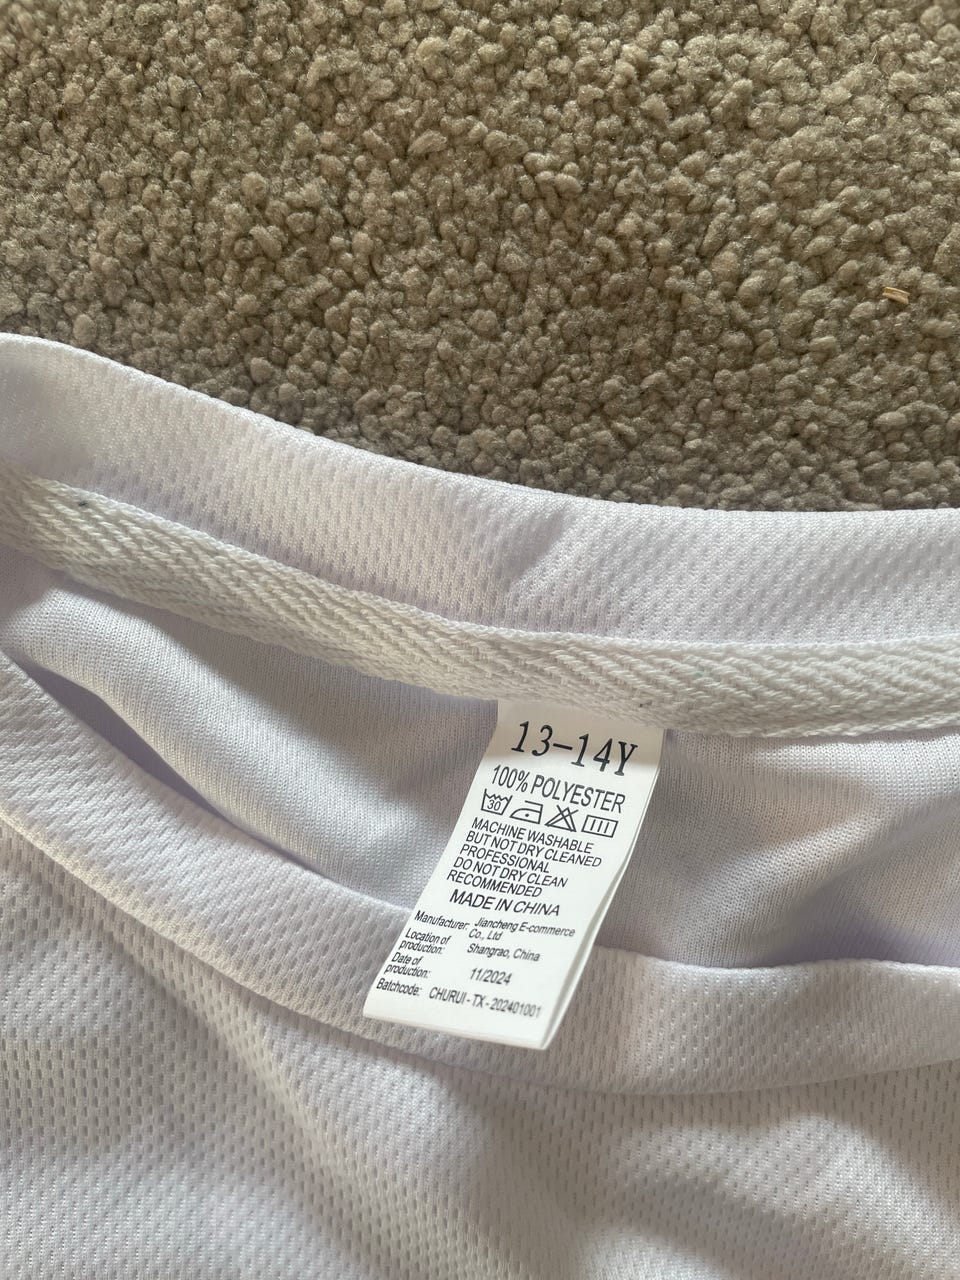 13-14Y
100% POLYESTER
30
MACHINE WASHABLE
BUT NOT DRY CLEANED
PROFESSIONAL
DO NOT DRY CLEAN
RECOMMENDED
MADE IN CHINA
Manufacturer: Jiancheng E-commerce
Co., Ltd
Location of
production: Shangrao, China
Date of
production: 11/2024
Batchcode: CHURUI-TX-202401001